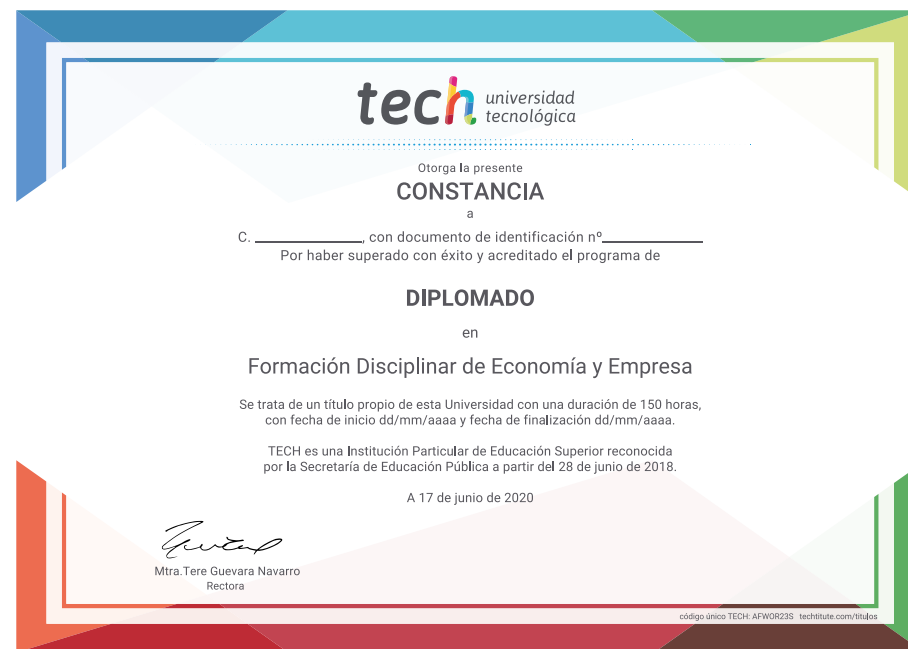 tech universidad
tecnológica
Otorga la presente
CONSTANCIA
a
C. ______________, con documento de identificación nº_____________
Por haber superado con éxito y acreditado el programa de
DIPLOMADO
en
Formación Disciplinar de Economía y Empresa
Se trata de un título propio de esta Universidad con una duración de 150 horas,
con fecha de inicio dd/mm/aaaa y fecha de finalización dd/mm/aaaa.
TECH es una Institución Particular de Educación Superior reconocida
por la Secretaría de Educación Pública a partir del 28 de junio de 2018.
A 17 de junio de 2020
Mtra.Tere Guevara Navarro
Rectora
código único TECH: AFWOR23S techtitute.com/titulos